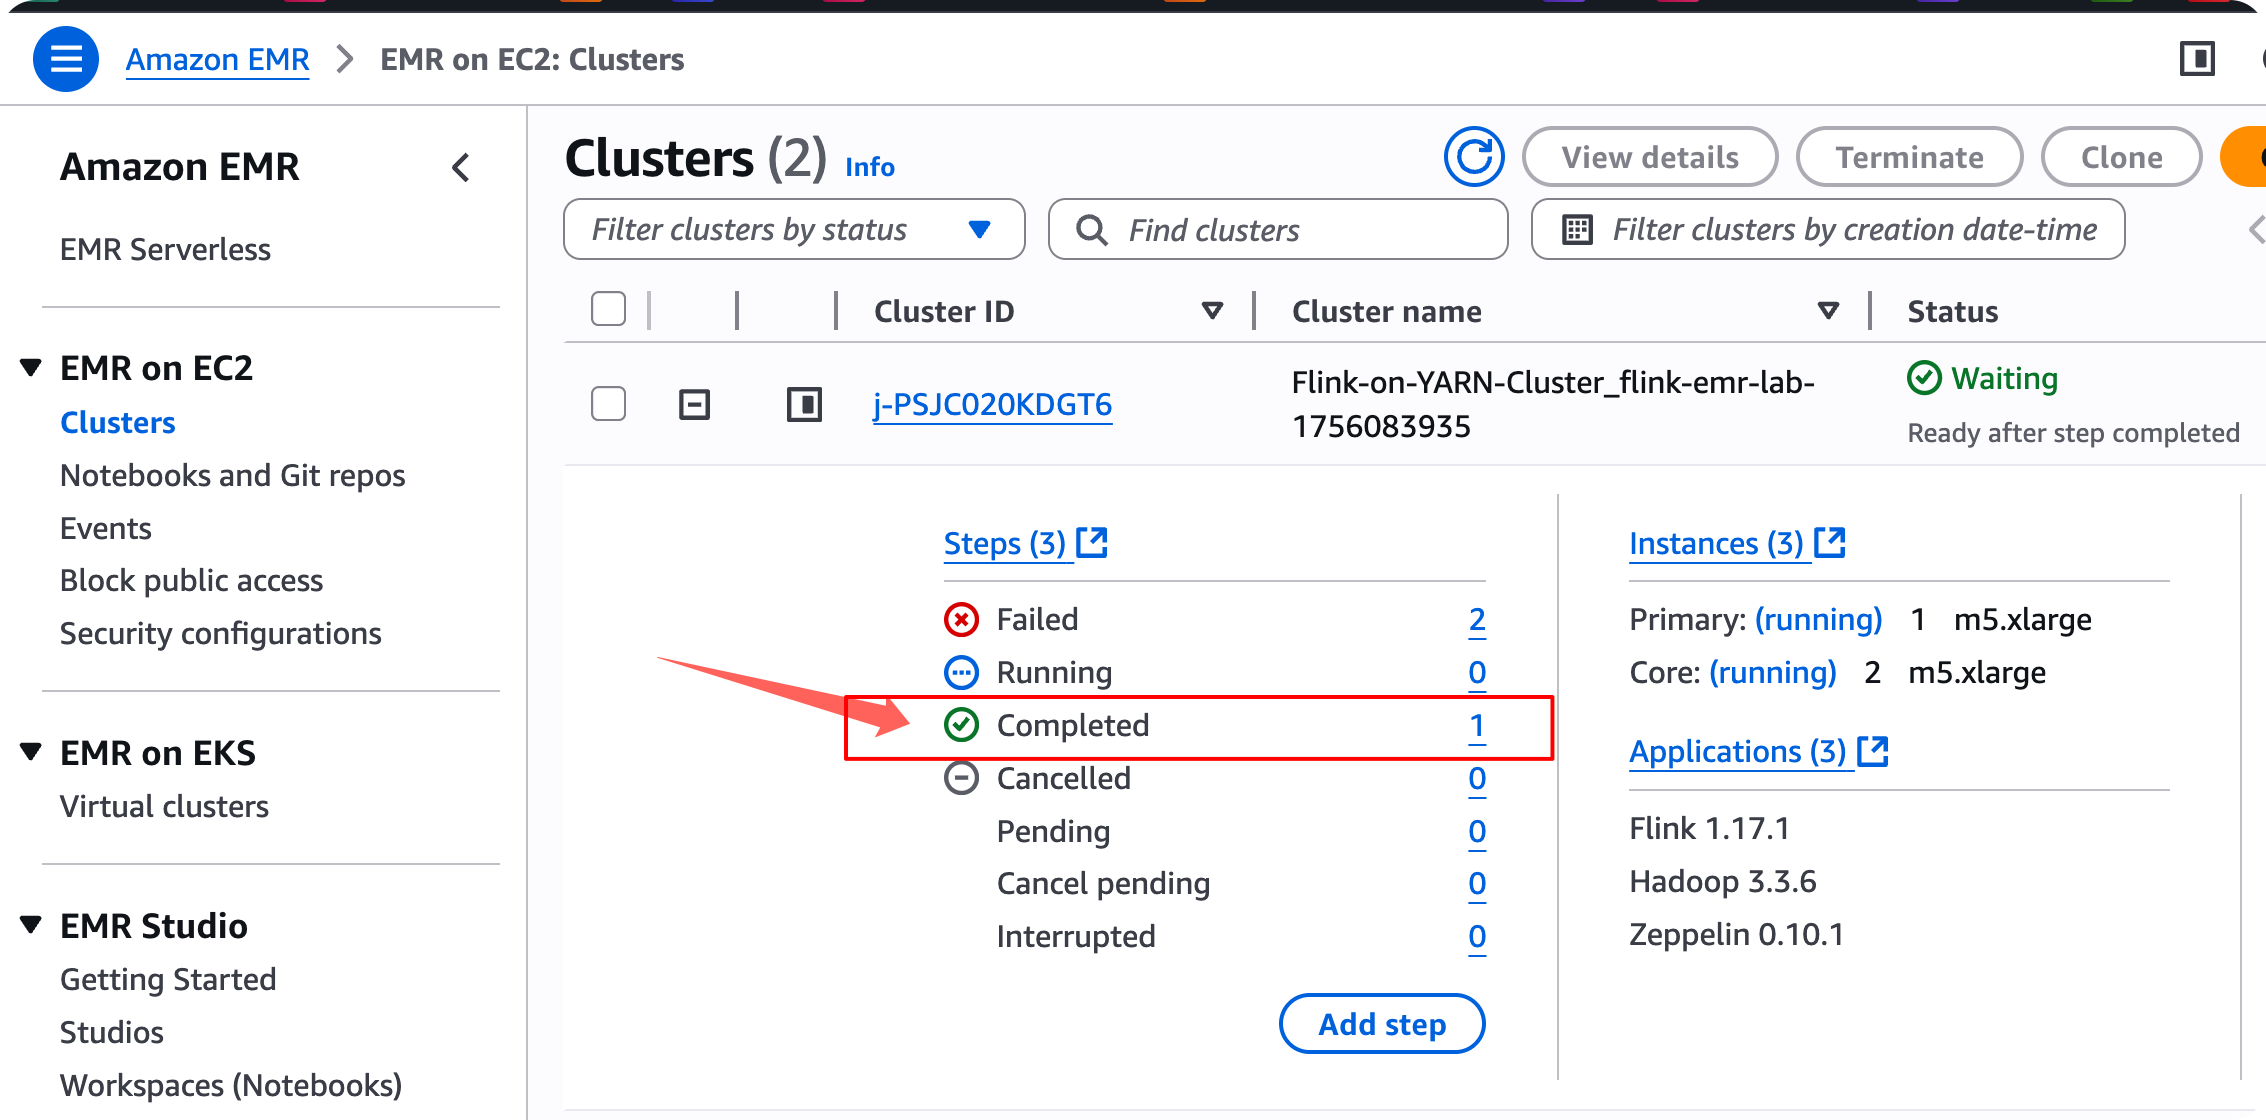 Amazon EMR > EMR on EC2: Clusters
Amazon EMR
EMR Serverless
EMR on EC2
Clusters
Notebooks and Git repos
Events
Block public access
Security configurations
EMR on EKS
Virtual clusters
EMR Studio
Getting Started
Studios
Workspaces (Notebooks)
Clusters (2) Info
View details
Terminate
Clone
Filter clusters by status
Find clusters
Filter clusters by creation date-time
Cluster ID Cluster name Status
j-PSJC020KDGT6
Flink-on-YARN-Cluster_flink-emr-lab-
1756083935
Waiting
Ready after step completed
Steps (3)
Failed 2
Running 0
Completed 1
Cancelled 0
Pending 0
Cancel pending 0
Interrupted 0
Add step
Instances (3)
Primary: (running) 1 m5.xlarge
Core: (running) 2 m5.xlarge
Applications (3)
Flink 1.17.1
Hadoop 3.3.6
Zeppelin 0.10.1